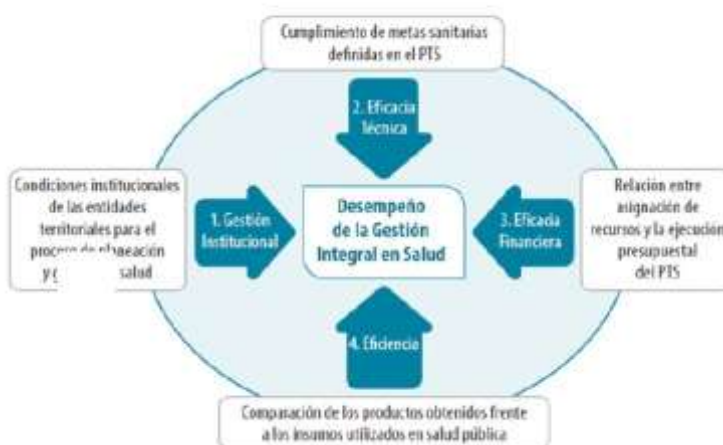 Cumplimiento de metas sanitarias
definidas en el PTS
2. Eficacia
Técnica
Condiciones institucionales
de las entidades
territoriales para el
proceso de planeación
y salud
1. Gestión
Institucional
Desempeño
de la Gestión
Integral en Salud
3. Eficacia
Financiera
Relación entre
asignación de
recursos y la ejecución
presupuestal
del PTS
4. Eficiencia
Comparación de los productos obtenidos frente
a los insumos utilizados en salud pública